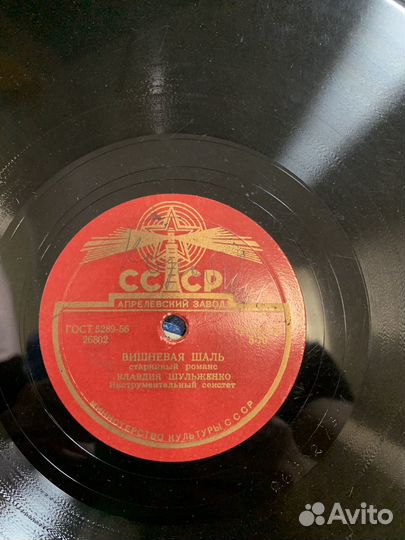 СССР
АПРЕЛЕВСКИЙ ЗАВОД
ГОСТ 5289-56
26802
ВИШНЕВАЯ ШАЛЬ
старинный романс
КЛАВДИЯ ШУЛЬЖЕНКО
Инструментальный секстет
МИНИСТЕРСТВО КУЛЬТУРЫ СССР
Avito